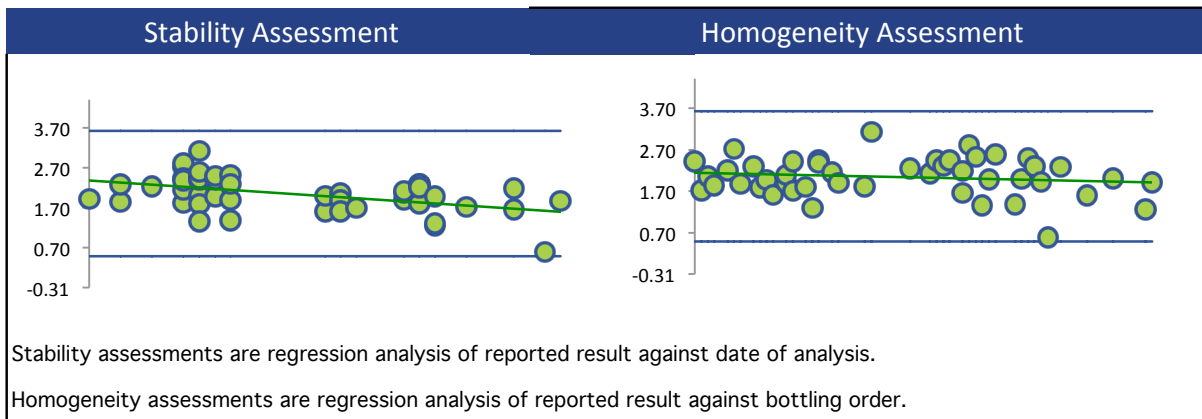 Stability Assessment
Homogeneity Assessment
3.70
2.70
1.70
0.70
-0.31
3.70
2.70
1.70
0.70
-0.31
Stability assessments are regression analysis of reported result against date of analysis.
Homogeneity assessments are regression analysis of reported result against bottling order.